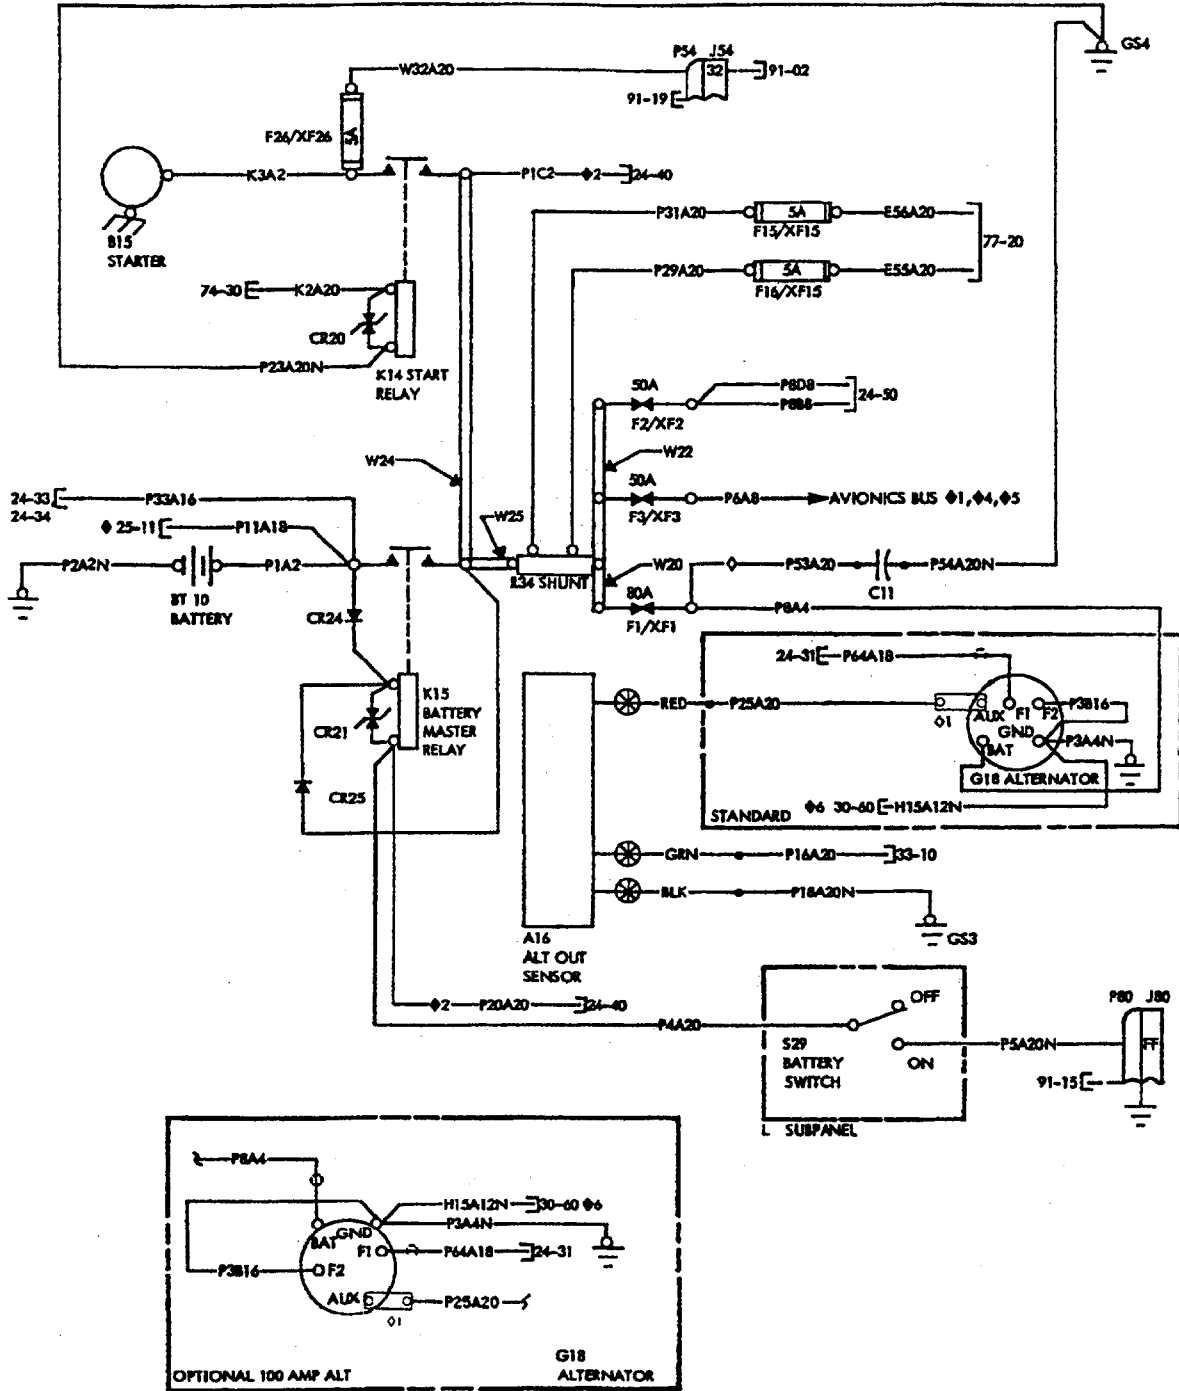 GS4
P54 J54
W32A20
32
91-02
91-19
F26/XF26
5A
K3A2
P1C2 ♦2 24-40
B15
STARTER
P31A20
5A
E56A20
F15/XF15
77-20
P29A20
5A
E55A20
F16/XF15
74-30
K2A20
CR20
P23A20N
K14 START
RELAY
50A
P8D8
P8B8
24-50
F2/XF2
W22
W24
50A
24-33
24-34
P33A16
P6A8
AVIONICS BUS ♦1,♦4,♦5
F3/XF3
♦ 25-11
P11A18
W25
P2A2N
P1A2
W20
◊
P53A20
P54A20N
SHUNT
C11
BT 10
BATTERY
80A
P8A4
F1/XF1
CR24
24-31
P64A18
K15
BATTERY
MASTER
RELAY
CR21
RED
P25A20
◊1
AUX
F1
F2
P3B16
GND
P3A4N
BAT
G18 ALTERNATOR
CR25
STANDARD
♦6 30-60
H15A12N
GRN
P16A20
33-10
BLK
P18A20N
GS3
A16
ALT OUT
SENSOR
♦2
P20A20
24-40
P4A20
OFF
S29
BATTERY
SWITCH
ON
P5A20N
P80 J80
FF
91-15
L SUBPANEL
P8A4
H15A12N
30-60 ♦6
P3A4N
GND
BAT
F1
P64A18
24-31
P3B16
F2
AUX
P25A20
◊1
OPTIONAL 100 AMP ALT
G18
ALTERNATOR